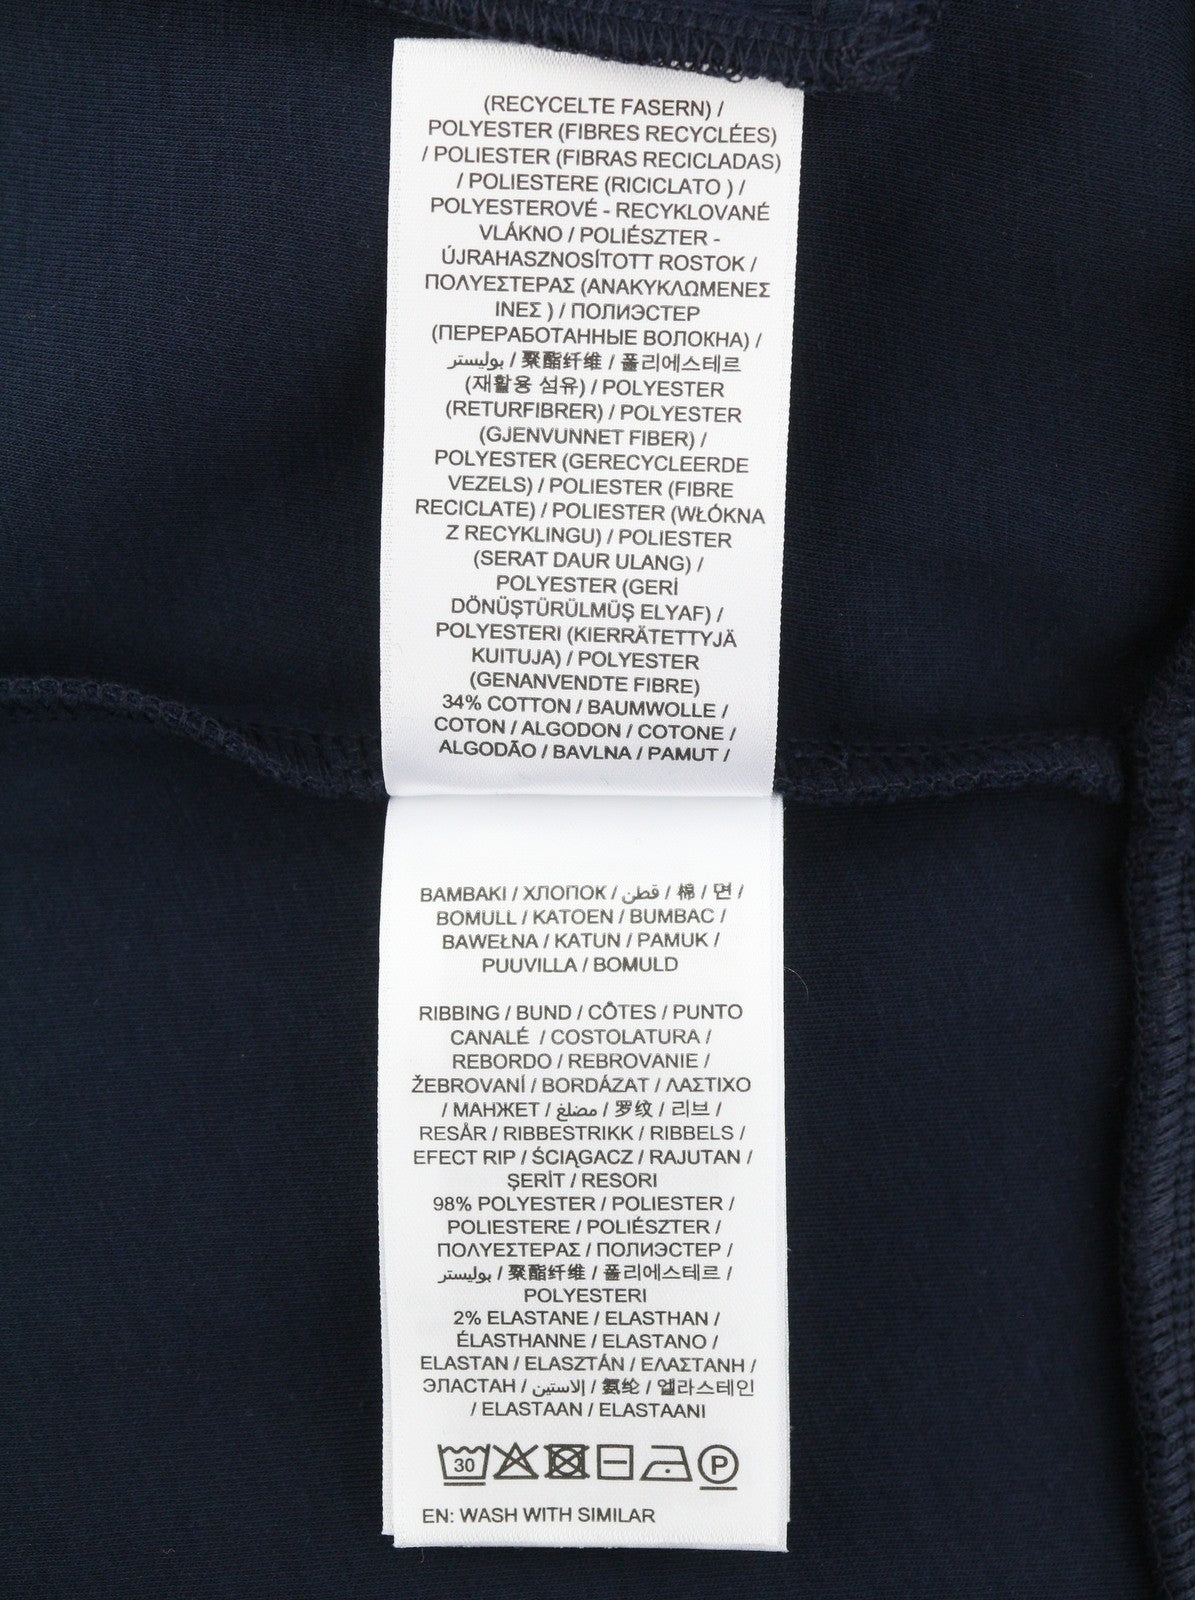 (RECYCELTE FASERN) /
POLYESTER (FIBRES RECYCLÉES)
/ POLIESTER (FIBRAS RECICLADAS)
/ POLIESTERE (RICICLATO ) /
POLYESTEROVÉ - RECYKLOVANÉ
VLÁKNO / POLIÉSZTER -
ÚJRAHASZNOSÍTOTT ROSTOK /
ΠΟΛΥΕΣΤΕΡΑΣ (ΑΝΑΚΥΚΛΩΜΕΝΕΣ
ΙΝΕΣ ) / ПОЛИЭСТЕР
(ПЕРЕРАБОТАННЫЕ ВОЛОКНА) /
بوليستر / 聚酯纤维 / 폴리에스테르
(재활용 섬유) / POLYESTER
(RETURFIBRER) / POLYESTER
(GJENVUNNET FIBER) /
POLYESTER (GERECYCLEERDE
VEZELS) / POLIESTER (FIBRE
RECICLATE) / POLIESTER (WŁÓKNA
Z RECYKLINGU) / POLIESTER
(SERAT DAUR ULANG) /
POLYESTER (GERİ
DÖNÜŞTÜRÜLMÜŞ ELYAF) /
POLYESTERI (KIERRÄTETTYJÄ
KUITUJA) / POLYESTER
(GENANVENDTE FIBRE)
34% COTTON / BAUMWOLLE /
COTON / ALGODON / COTONE /
ALGODÃO / BAVLNA / PAMUT /
ΒΑΜΒΑΚΙ / ХЛОПОК / قطن / 棉 / 면 /
BOMULL / KATOEN / BUMBAC /
BAWEŁNA / KATUN / PAMUK /
PUUVILLA / BOMULD
RIBBING / BUND / CÔTES / PUNTO
CANALÉ / COSTOLATURA /
REBORDO / REBROVANIE /
ŽEBROVANÍ / BORDÁZAT / ΛΑΣΤΙΧΟ
/ МАНЖЕТ / مضلع / 罗纹 / 리브 /
RESÅR / RIBBESTRIKK / RIBBELS /
EFECT RIP / ŚCIĄGACZ / RAJUTAN /
ŞERİT / RESORI
98% POLYESTER / POLIESTER /
POLIESTERE / POLIÉSZTER /
ΠΟΛΥΕΣΤΕΡΑΣ / ПОЛИЭСТЕР /
بوليستر / 聚酯纤维 / 폴리에스테르 /
POLYESTERI
2% ELASTANE / ELASTHAN /
ÉLASTHANNE / ELASTANO /
ELASTAN / ELASZTÁN / ΕΛΑΣΤΑΝΗ /
ЭЛАСТАН / إلاستين / 氨纶 / 엘라스테인
/ ELASTAAN / ELASTAANI
30 P
EN: WASH WITH SIMILAR